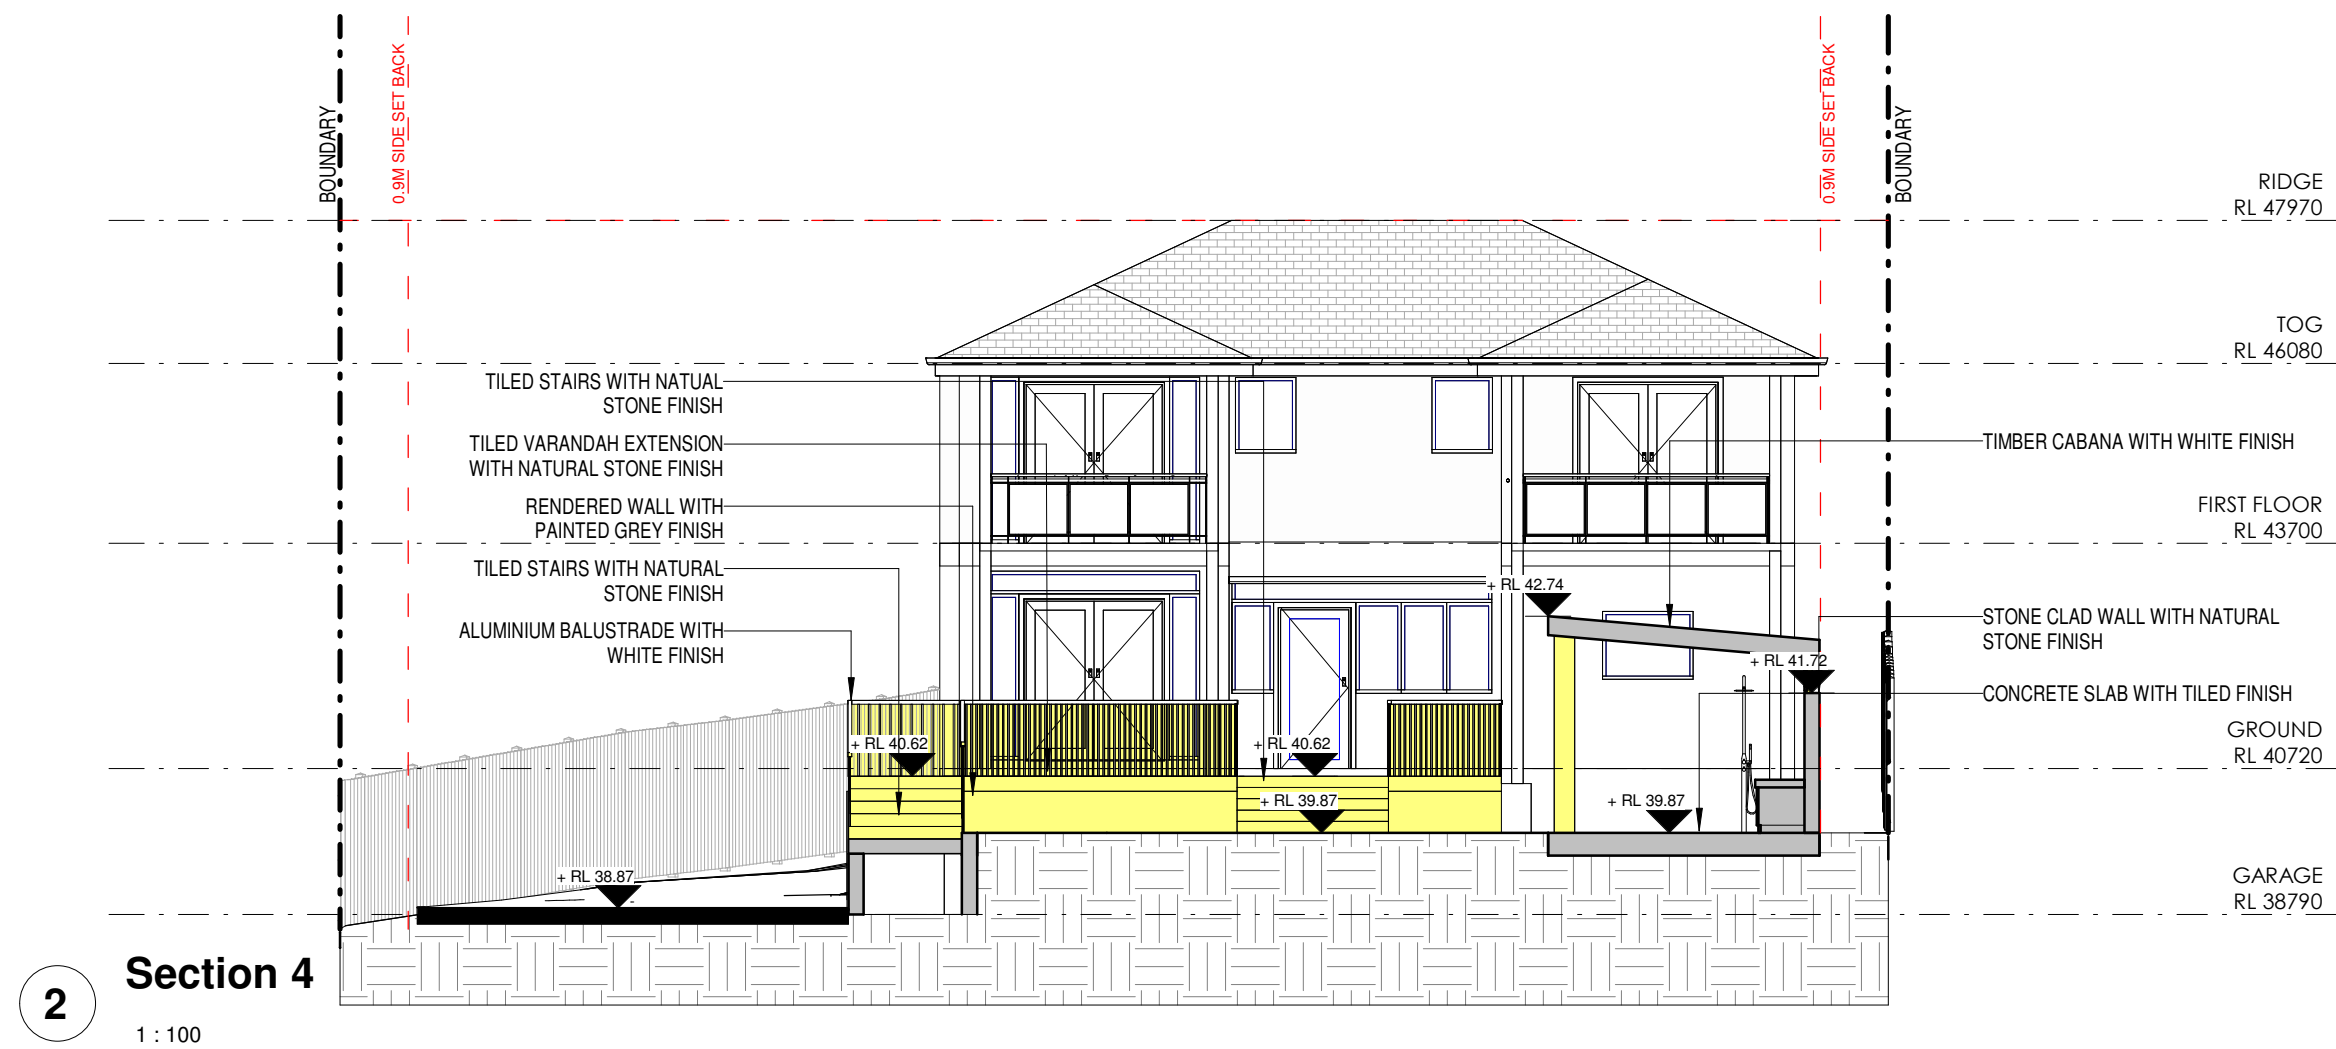 BOUNDARY
0.9M SIDE SET BACK
0.9M SIDE SET BACK
BOUNDARY
RIDGE
RL 47970
TOG
RL 46080
FIRST FLOOR
RL 43700
GROUND
RL 40720
GARAGE
RL 38790
TILED STAIRS WITH NATUAL
STONE FINISH
TILED VARANDAH EXTENSION
WITH NATURAL STONE FINISH
RENDERED WALL WITH
PAINTED GREY FINISH
TILED STAIRS WITH NATURAL
STONE FINISH
ALUMINIUM BALUSTRADE WITH
WHITE FINISH
TIMBER CABANA WITH WHITE FINISH
STONE CLAD WALL WITH NATURAL
STONE FINISH
CONCRETE SLAB WITH TILED FINISH
+ RL 42.74
+ RL 41.72
+ RL 40.62
+ RL 40.62
+ RL 39.87
+ RL 39.87
+ RL 38.87
2
Section 4
1 : 100